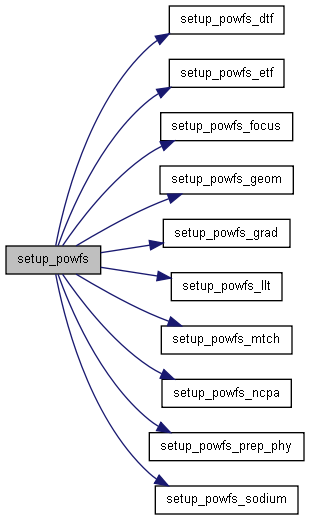 setup_powfs_dtf
setup_powfs_etf
setup_powfs_focus
setup_powfs_geom
setup_powfs_grad
setup_powfs
setup_powfs_llt
setup_powfs_mtch
setup_powfs_ncpa
setup_powfs_prep_phy
setup_powfs_sodium